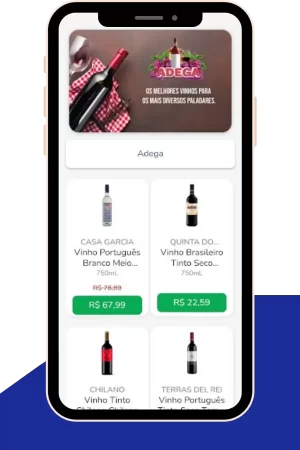 ADEGA
OS MELHORES VINHOS PARA
OS MAIS DIVERSOS PALADARES.
Adega
CASA GARCIA
Vinho Português
Branco Meio...
750mL
R$ 78,89
R$ 67,99
QUINTA DO...
Vinho Brasileiro
Tinto Seco...
750mL
R$ 22,59
CHILANO
Vinho Tinto
TERRAS DEL REI
Vinho Português